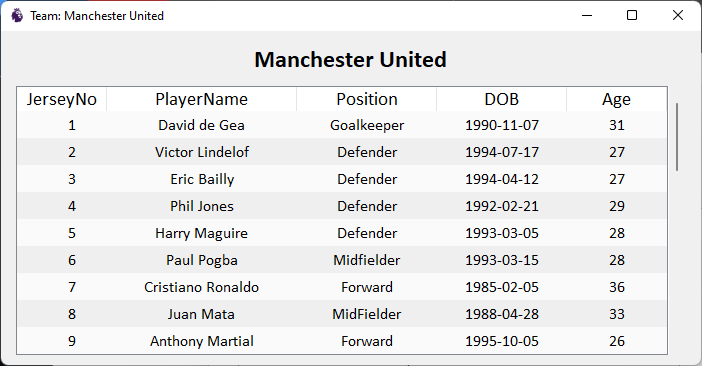 Team: Manchester United
Manchester United
JerseyNo PlayerName Position DOB Age
1 David de Gea Goalkeeper 1990-11-07 31
2 Victor Lindelof Defender 1994-07-17 27
3 Eric Bailly Defender 1994-04-12 27
4 Phil Jones Defender 1992-02-21 29
5 Harry Maguire Defender 1993-03-05 28
6 Paul Pogba Midfielder 1993-03-15 28
7 Cristiano Ronaldo Forward 1985-02-05 36
8 Juan Mata MidFielder 1988-04-28 33
9 Anthony Martial Forward 1995-10-05 26